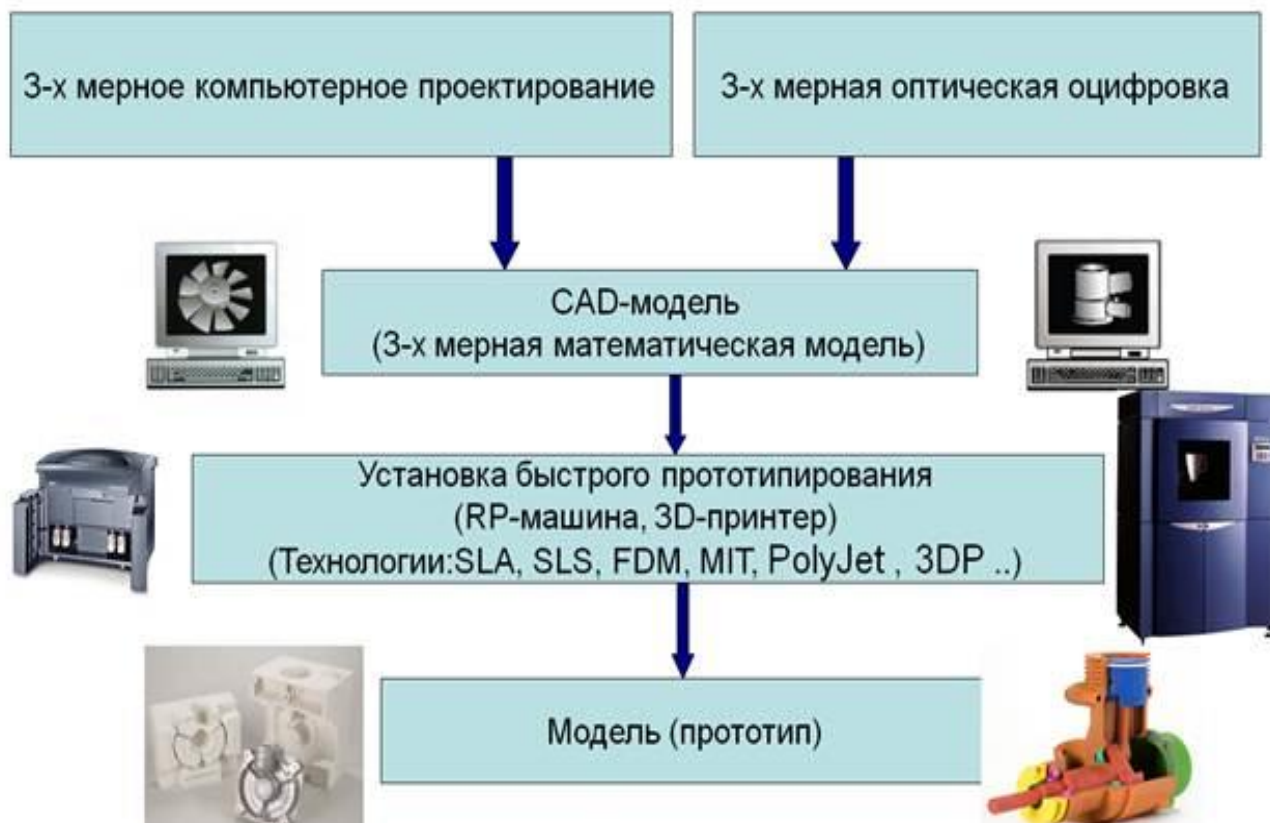 3-х мерное компьютерное проектирование
3-х мерная оптическая оцифровка
CAD-модель
(3-х мерная математическая модель)
Установка быстрого прототипирования
(RP-машина, 3D-принтер)
(Технологии:SLA, SLS, FDM, MIT, PolyJet , 3DP ..)
Модель (прототип)